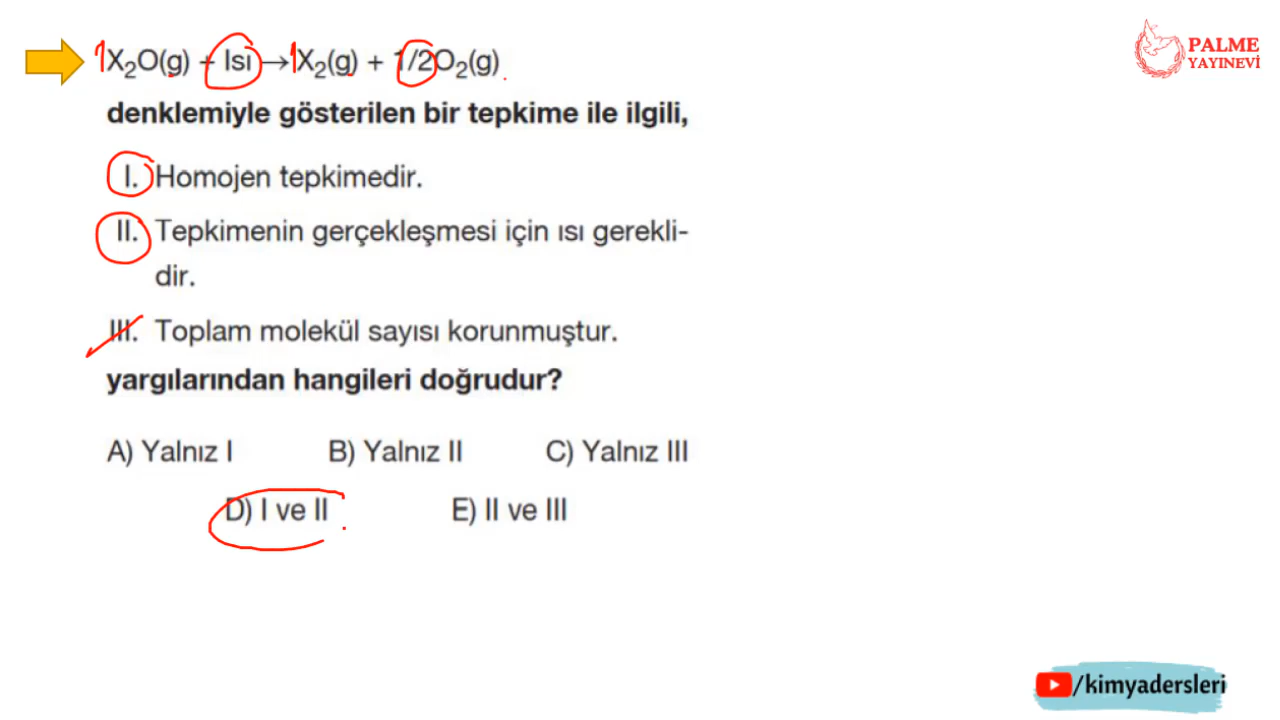 1X₂O(g) + Isı → 1X₂(g) + 1/2O₂(g)
PALME
YAYINEVİ
denklemiyle gösterilen bir tepkime ile ilgili,
I. Homojen tepkimedir.
II. Tepkimenin gerçekleşmesi için ısı gerekli-
dir.
III. Toplam molekül sayısı korunmuştur.
yargılarından hangileri doğrudur?
A) Yalnız I B) Yalnız II C) Yalnız III
D) I ve II E) II ve III
/kimyadersleri